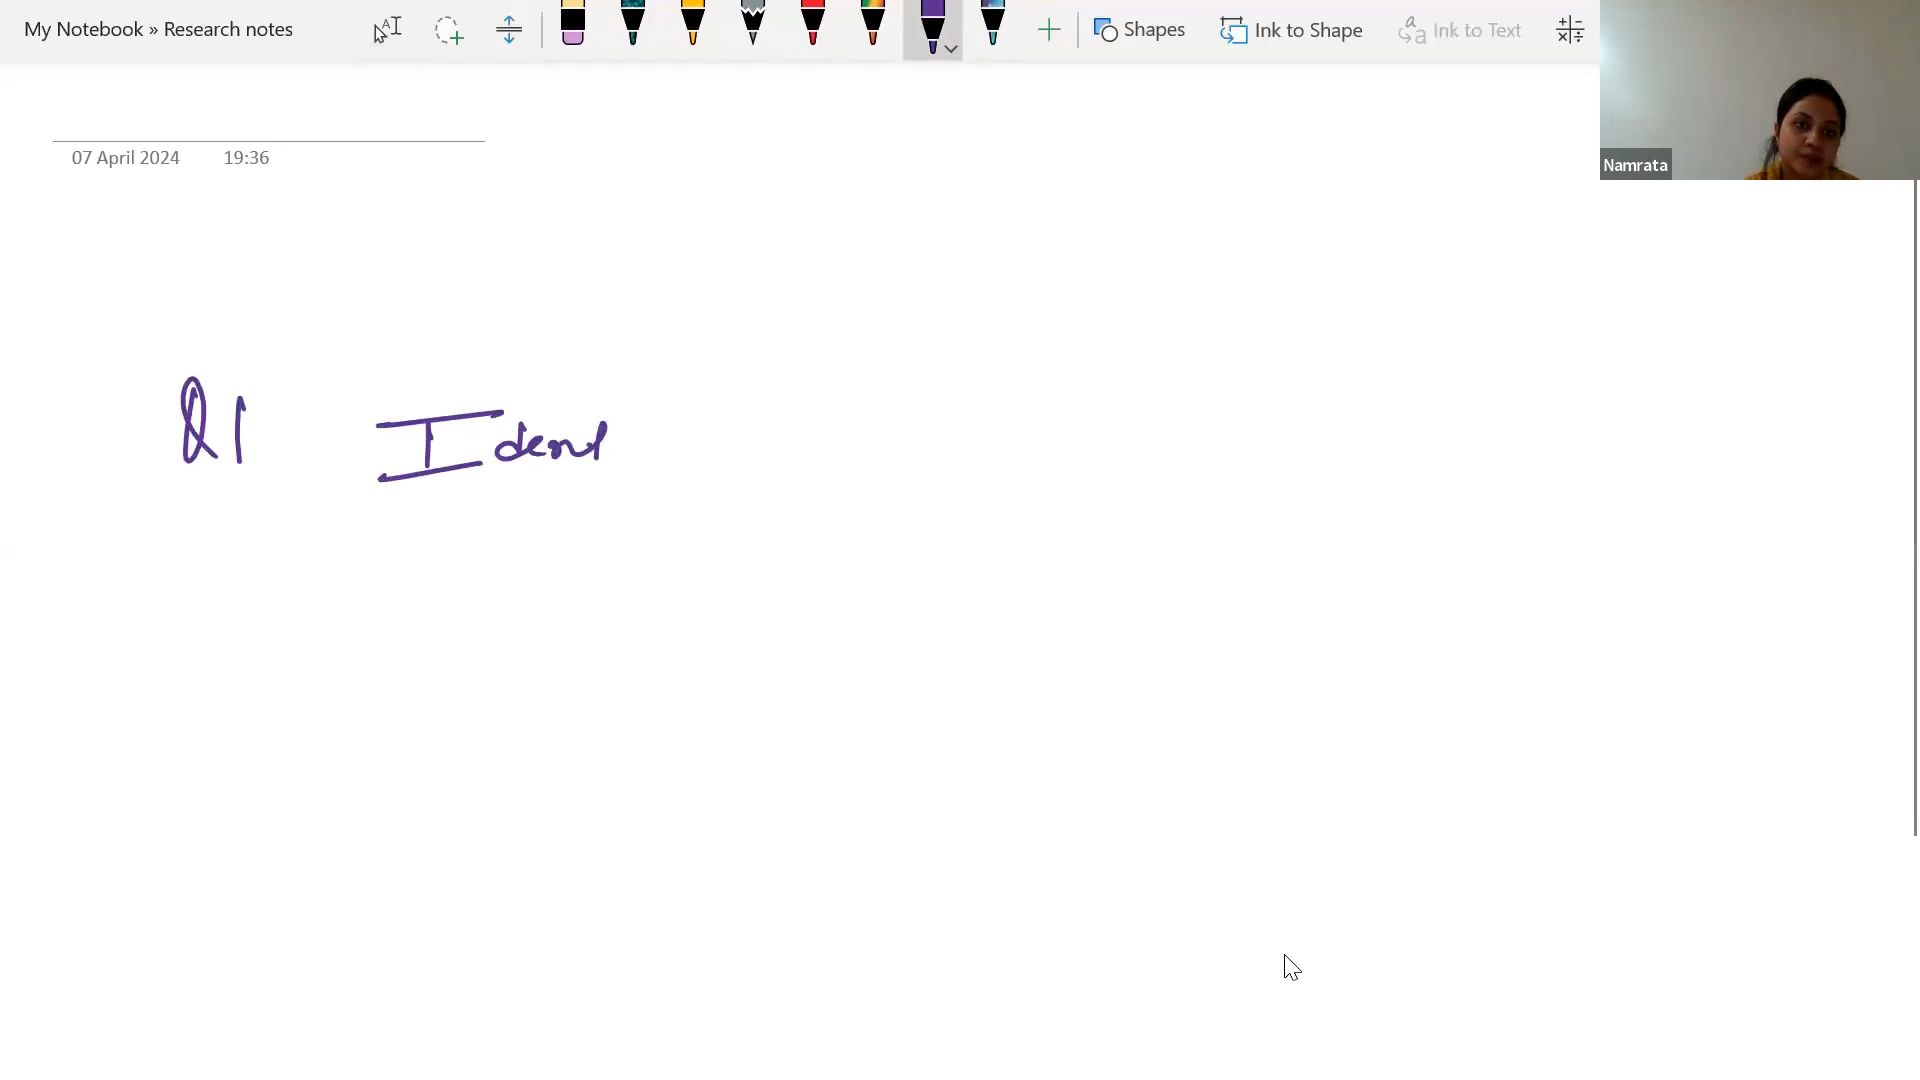 My Notebook » Research notes
Shapes
Ink to Shape
Ink to Text
Namrata
07 April 2024 19:36
Q1 Ident